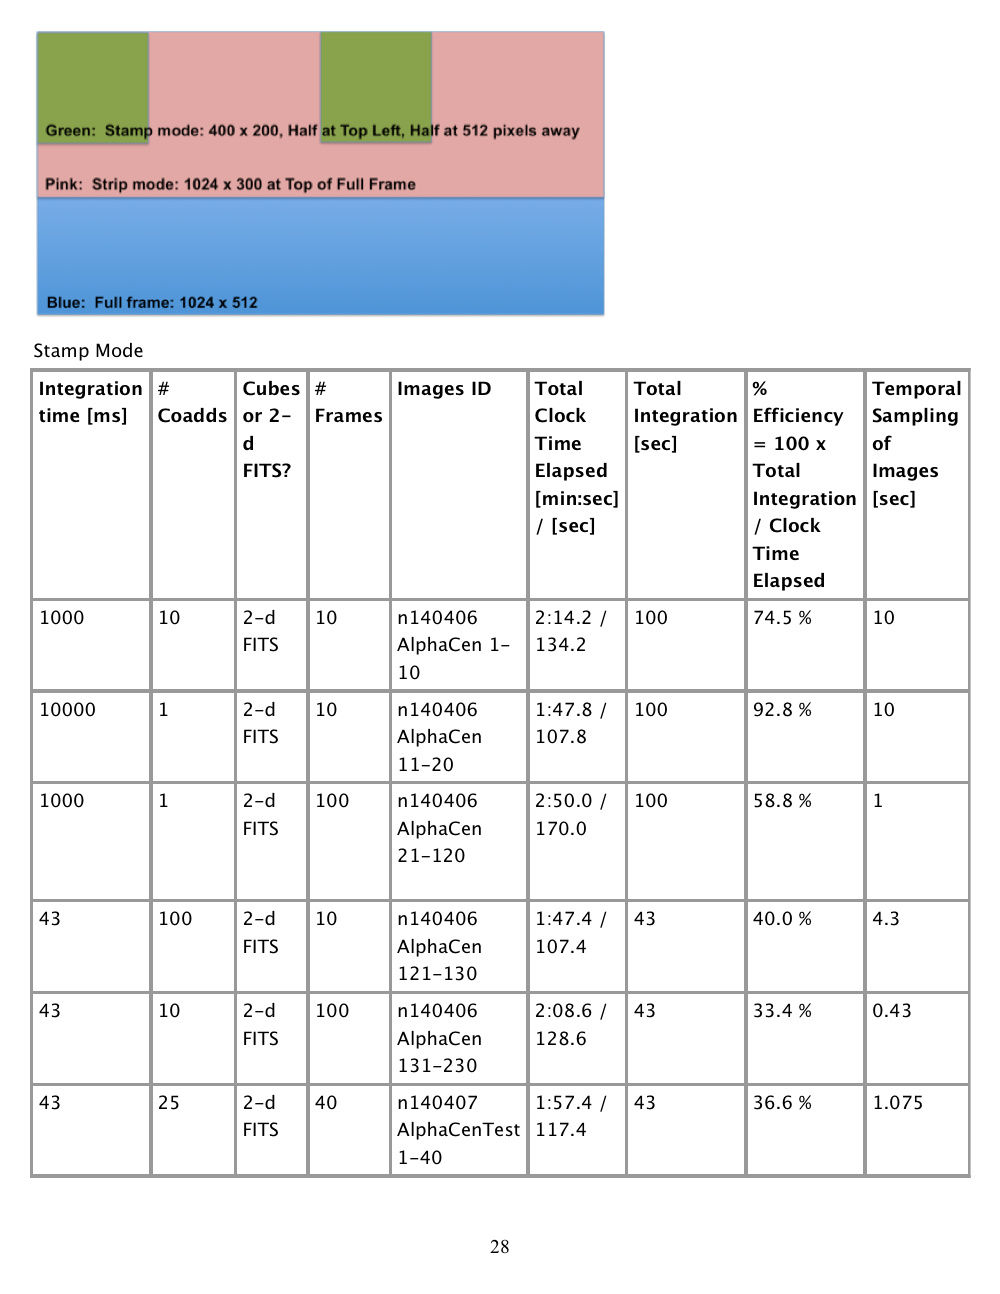 Green:  Stamp mode: 400 x 200, Half at Top Left, Half at 512 pixels away
Pink:  Strip mode: 1024 x 300 at Top of Full Frame
Blue:  Full frame: 1024 x 512
Stamp Mode
Integration time [ms] | # Coadds | Cubes or 2-d FITS? | # Frames | Images ID | Total Clock Time Elapsed [min:sec] / [sec] | Total Integration [sec] | % Efficiency = 100 x Total Integration / Clock Time Elapsed | Temporal Sampling of Images [sec]
1000 | 10 | 2-d FITS | 10 | n140406 AlphaCen 1-10 | 2:14.2 / 134.2 | 100 | 74.5 % | 10
10000 | 1 | 2-d FITS | 10 | n140406 AlphaCen 11-20 | 1:47.8 / 107.8 | 100 | 92.8 % | 10
1000 | 1 | 2-d FITS | 100 | n140406 AlphaCen 21-120 | 2:50.0 / 170.0 | 100 | 58.8 % | 1
43 | 100 | 2-d FITS | 10 | n140406 AlphaCen 121-130 | 1:47.4 / 107.4 | 43 | 40.0 % | 4.3
43 | 10 | 2-d FITS | 100 | n140406 AlphaCen 131-230 | 2:08.6 / 128.6 | 43 | 33.4 % | 0.43
43 | 25 | 2-d FITS | 40 | n140407 AlphaCenTest 1-40 | 1:57.4 / 117.4 | 43 | 36.6 % | 1.075
28